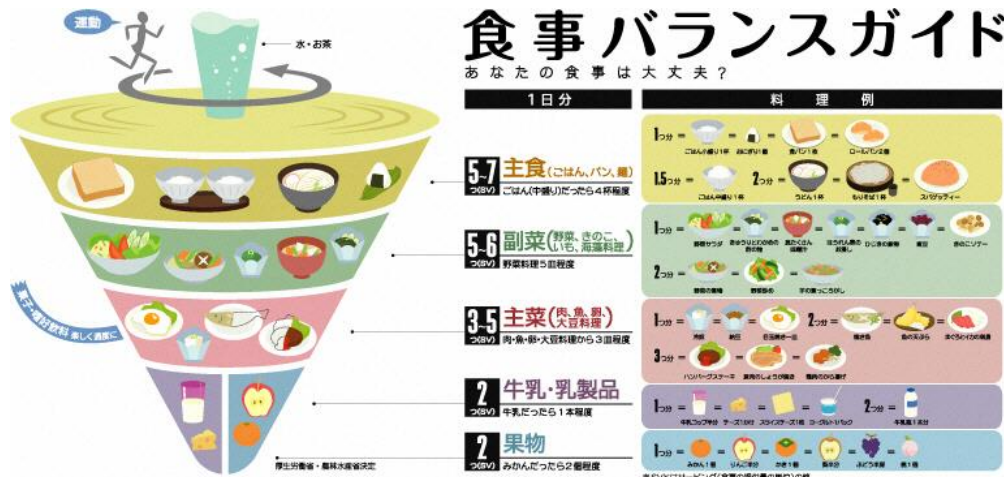 運動
水・お茶
食事バランスガイド
あなたの食事は大丈夫?
1日分
料理例
5~7
つ(SV)
主食(ごはん、パン、麺)
ごはん(中盛り)だったら4杯程度
1つ分 = ごはん小盛り1杯 = おにぎり1個 = 食パン1枚 = ロールパン2個
1.5つ分 = ごはん中盛り1杯 2つ分 = うどん1杯 = もりそば1杯 = スパゲッティー
5~6
つ(SV)
副菜(野菜、きのこ、いも、海藻料理)
野菜料理5皿程度
1つ分 = 野菜サラダ = きゅうりとわかめの酢の物 = 具だくさん味噌汁 = ほうれん草のお浸し = ひじきの煮物 = 煮豆 = きのこソテー
2つ分 = 野菜の煮物 = 野菜炒め = 芋の煮っころがし
3~5
つ(SV)
主菜(肉、魚、卵、大豆料理)
肉・魚・卵・大豆料理から3皿程度
1つ分 = 冷奴 = 納豆 = 目玉焼き一皿 2つ分 = 焼き魚 = 魚の天ぷら = まぐろとイカの刺身
3つ分 = ハンバーグステーキ = 豚肉のしょうが焼き = 鶏肉のから揚げ
菓子・嗜好飲料 楽しく適度に
2
つ(SV)
牛乳・乳製品
牛乳だったら1本程度
1つ分 = 牛乳コップ半分 = チーズ1かけ = スライスチーズ1枚 = ヨーグルト1パック 2つ分 = 牛乳瓶1本分
2
つ(SV)
果物
みかんだったら2個程度
1つ分 = みかん1個 = りんご半分 = かき1個 = 梨半分 = ぶどう半房 = 桃1個
厚生労働省・農林水産省決定